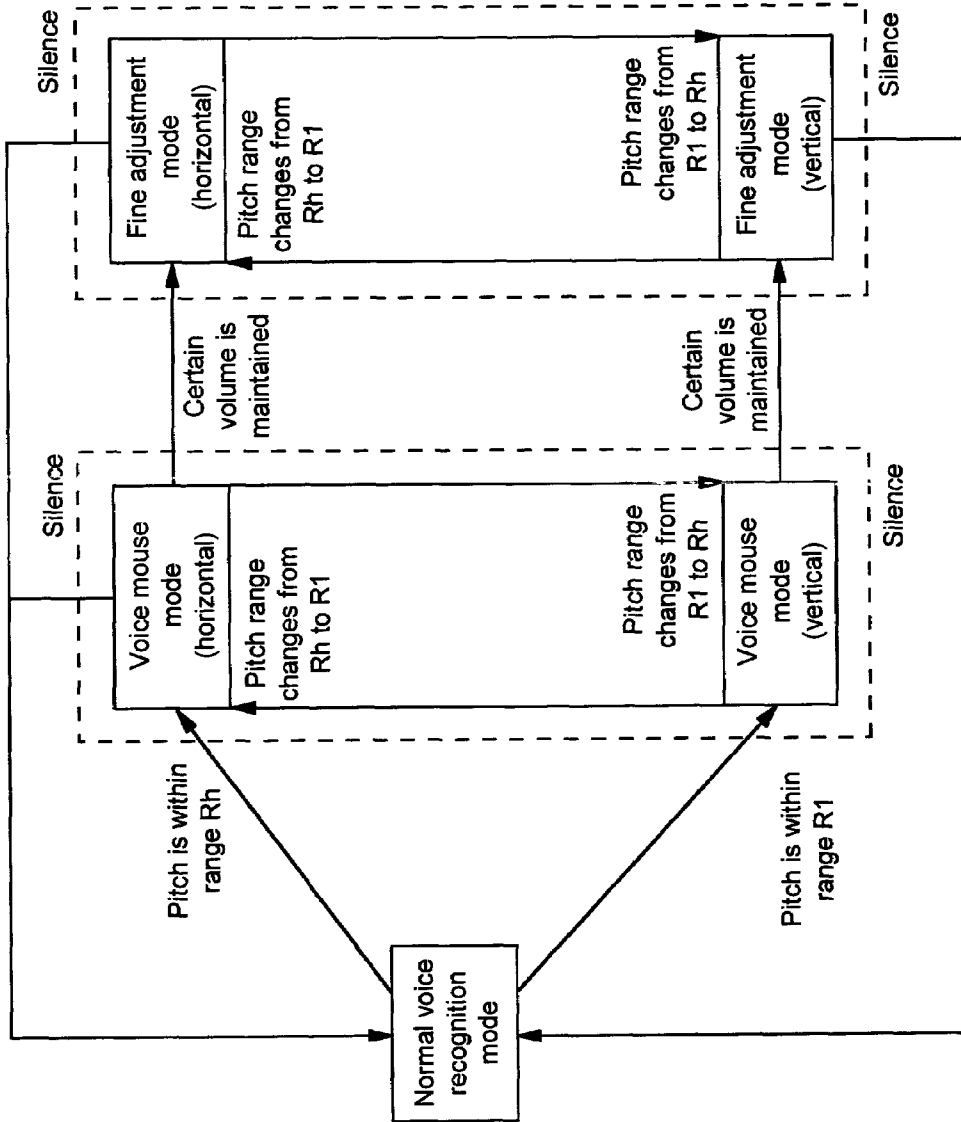 Normal voice
recognition
mode
Pitch is within
range Rh
Pitch is within
range R1
Silence
Voice mouse
mode
(horizontal)
Pitch range
changes from
Rh to R1
Pitch range
changes from
R1 to Rh
Voice mouse
mode
(vertical)
Silence
Certain
volume is
maintained
Certain
volume is
maintained
Silence
Fine adjustment
mode
(horizontal)
Pitch range
changes from
Rh to R1
Pitch range
changes from
R1 to Rh
Fine adjustment
mode
(vertical)
Silence